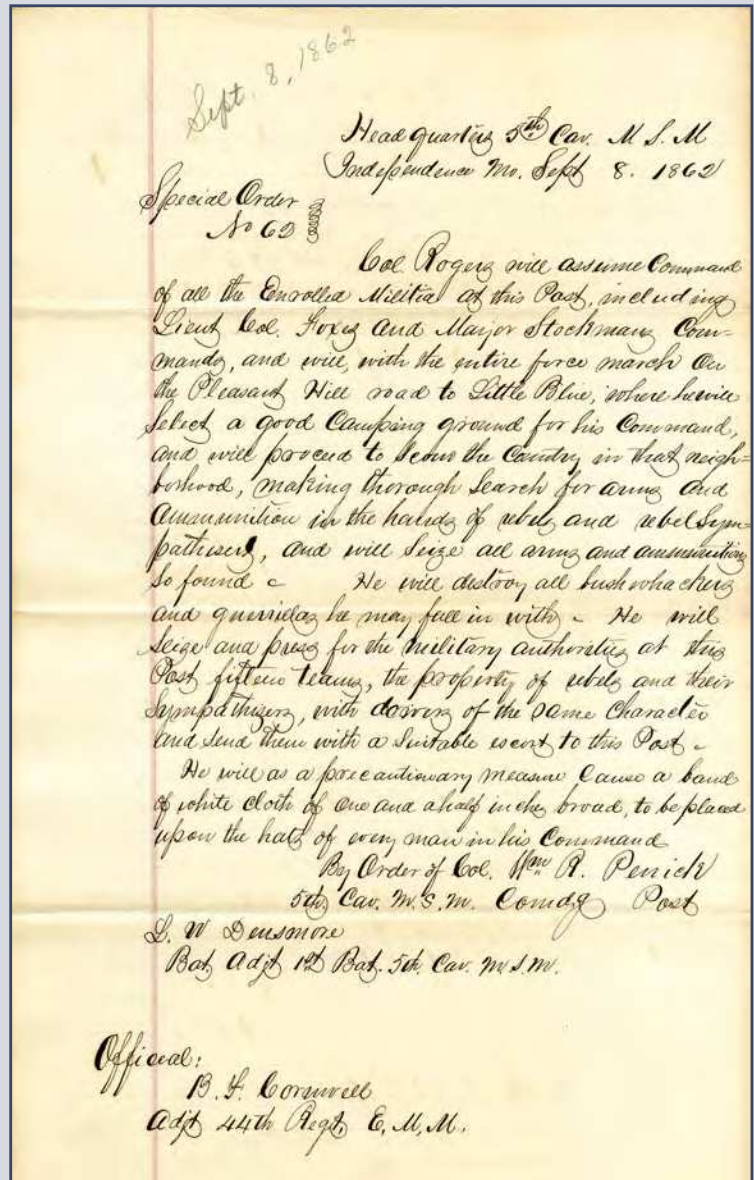 Sept. 8, 1862
Head quarters 5th Cav. M S. M
Independence Mo. Sept 8. 1862
Special Order
No 62
Col. Rogers will assume Command
of all the Enrolled Militia at this Post, including
Lieut Col. Foxes and Major Stockmans Com=
mands, and will, with the entire force march On
the Pleasant Hill road to Little Blue, where he will
Select a good Camping ground for his Command,
and will proceed to Scour the Country in that neigh=
borhood, making thorough Search for arms and
Ammunition in the hands of rebels and rebel Sym=
pathisers, and will Seize all arms and ammunition
So found - He will destroy all bushwhackers
and guerrillas he may fall in with - He will
Seize and press for the military authorities at this
Post fifteen teams, the property of rebels and their
Sympathizers, with drivers of the same Character
and Send them with a Suitable escort to this Post -
He will as a precautionary measure Cause a band
of white cloth of one and a half inches broad, to be placed
upon the hats of every man in his Command
By Order of Col. Wm R. Penick
5th Cav. M.S.M. Comdg Post
L. W Densmore
Bat Adjt 1st Bat. 5th Cav. M.S.M.
Official:
B. F. Cornwell
Adjt 44th Regt, E, M, M.